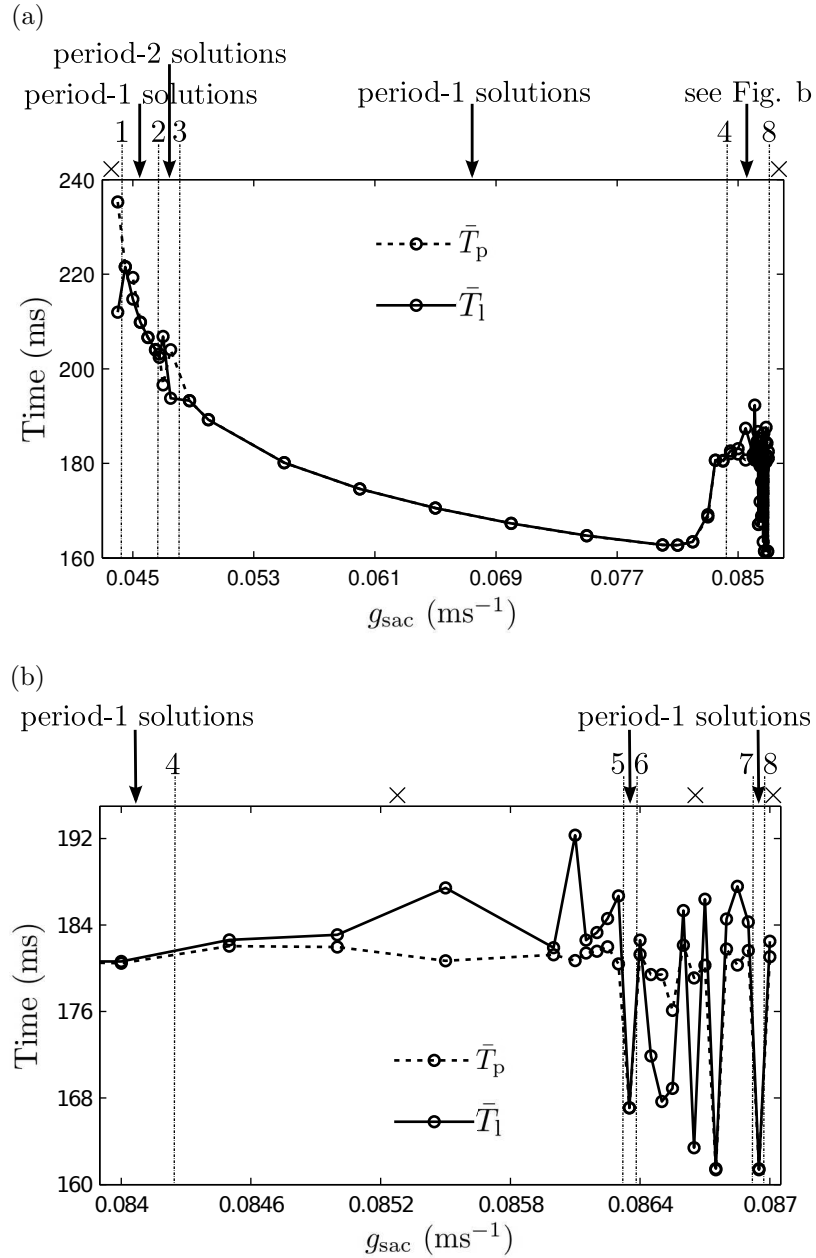 (a)
period-2 solutions
period-1 solutions period-1 solutions see Fig. b
1 2 3 4 8
× ×
240
220
200
180
160
Time (ms)
T̄p
T̄l
0.045 0.053 0.061 0.069 0.077 0.085
gsac (ms⁻¹)
(b)
period-1 solutions period-1 solutions
4 5 6 7 8
× × ×
192
184
176
168
160
Time (ms)
T̄p
T̄l
0.084 0.0846 0.0852 0.0858 0.0864 0.087
gsac (ms⁻¹)